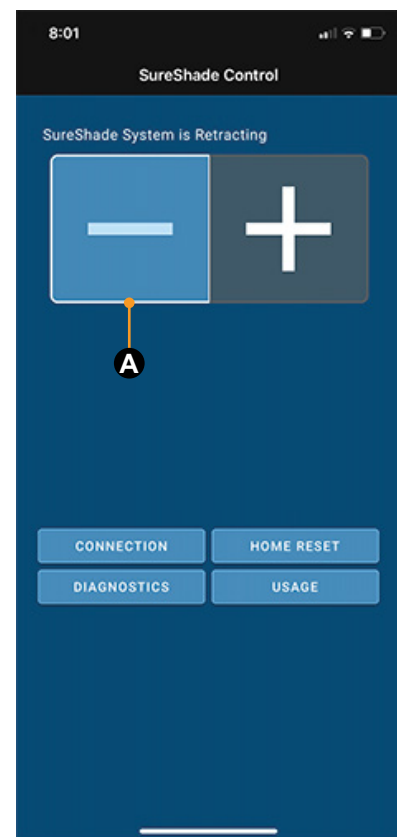 8:01
SureShade Control
SureShade System is Retracting
A
CONNECTION HOME RESET
DIAGNOSTICS USAGE